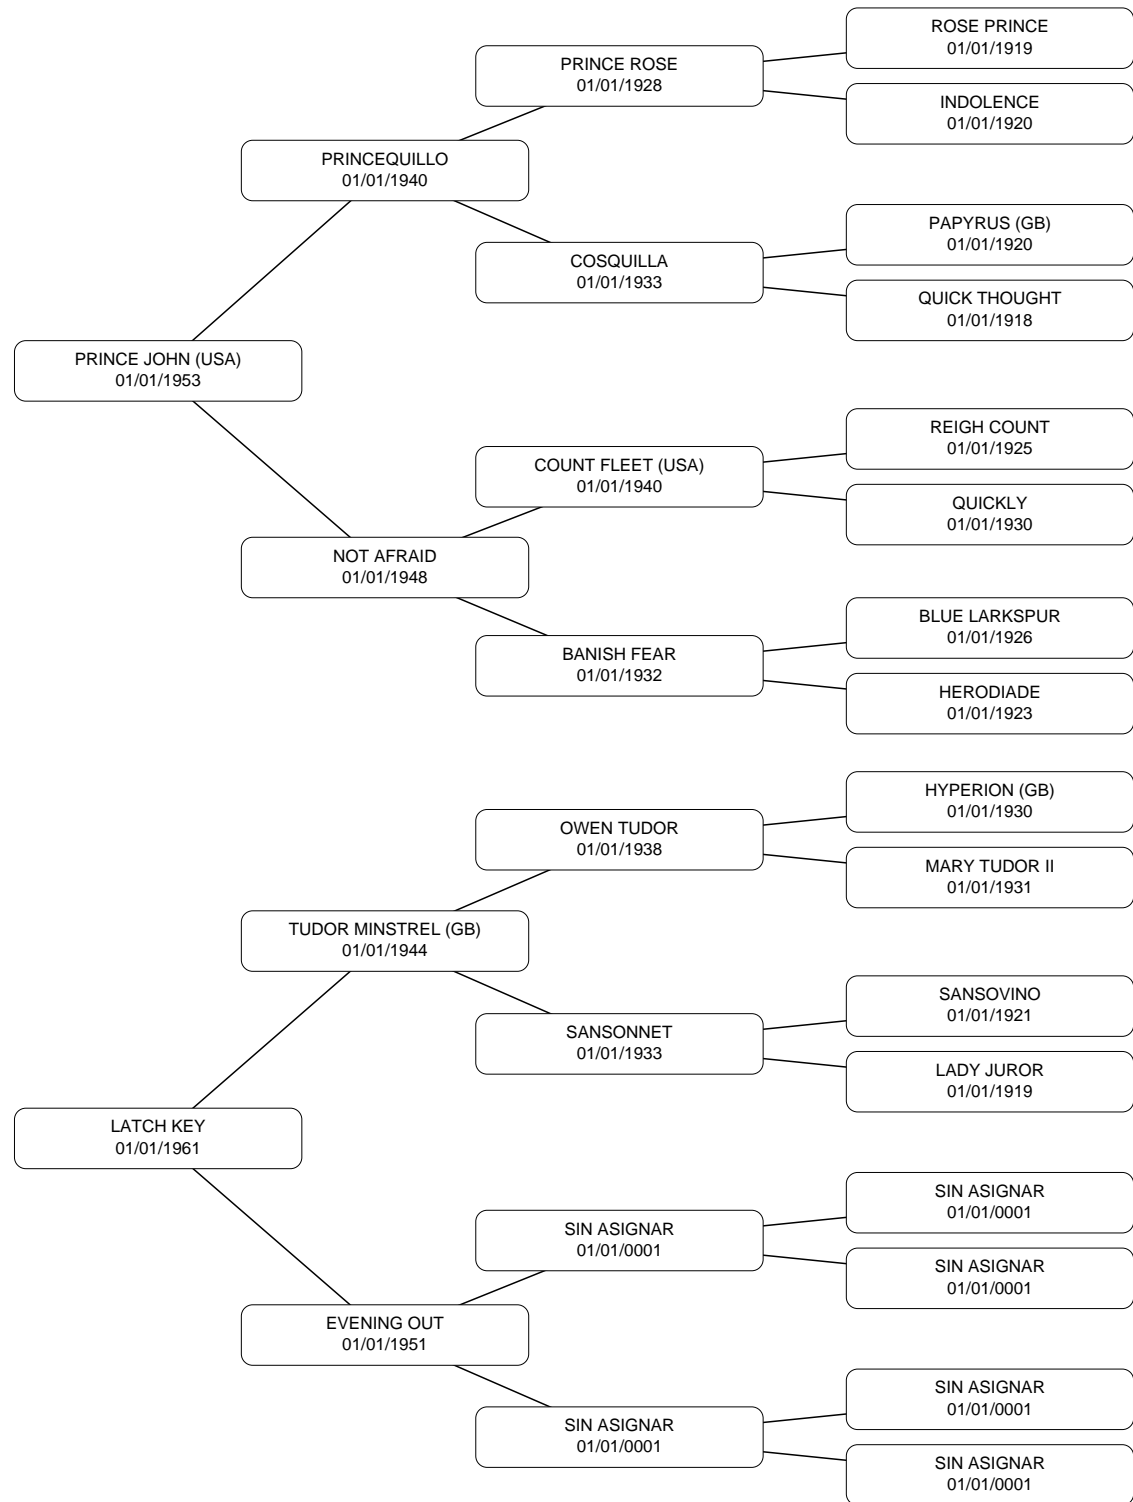 ROSE PRINCE
01/01/1919
PRINCE ROSE
01/01/1928
INDOLENCE
01/01/1920
PRINCEQUILLO
01/01/1940
PAPYRUS (GB)
01/01/1920
COSQUILLA
01/01/1933
QUICK THOUGHT
01/01/1918
PRINCE JOHN (USA)
01/01/1953
REIGH COUNT
01/01/1925
COUNT FLEET (USA)
01/01/1940
QUICKLY
01/01/1930
NOT AFRAID
01/01/1948
BLUE LARKSPUR
01/01/1926
BANISH FEAR
01/01/1932
HERODIADE
01/01/1923
HYPERION (GB)
01/01/1930
OWEN TUDOR
01/01/1938
MARY TUDOR II
01/01/1931
TUDOR MINSTREL (GB)
01/01/1944
SANSOVINO
01/01/1921
SANSONNET
01/01/1933
LADY JUROR
01/01/1919
LATCH KEY
01/01/1961
SIN ASIGNAR
01/01/0001
SIN ASIGNAR
01/01/0001
SIN ASIGNAR
01/01/0001
EVENING OUT
01/01/1951
SIN ASIGNAR
01/01/0001
SIN ASIGNAR
01/01/0001
SIN ASIGNAR
01/01/0001